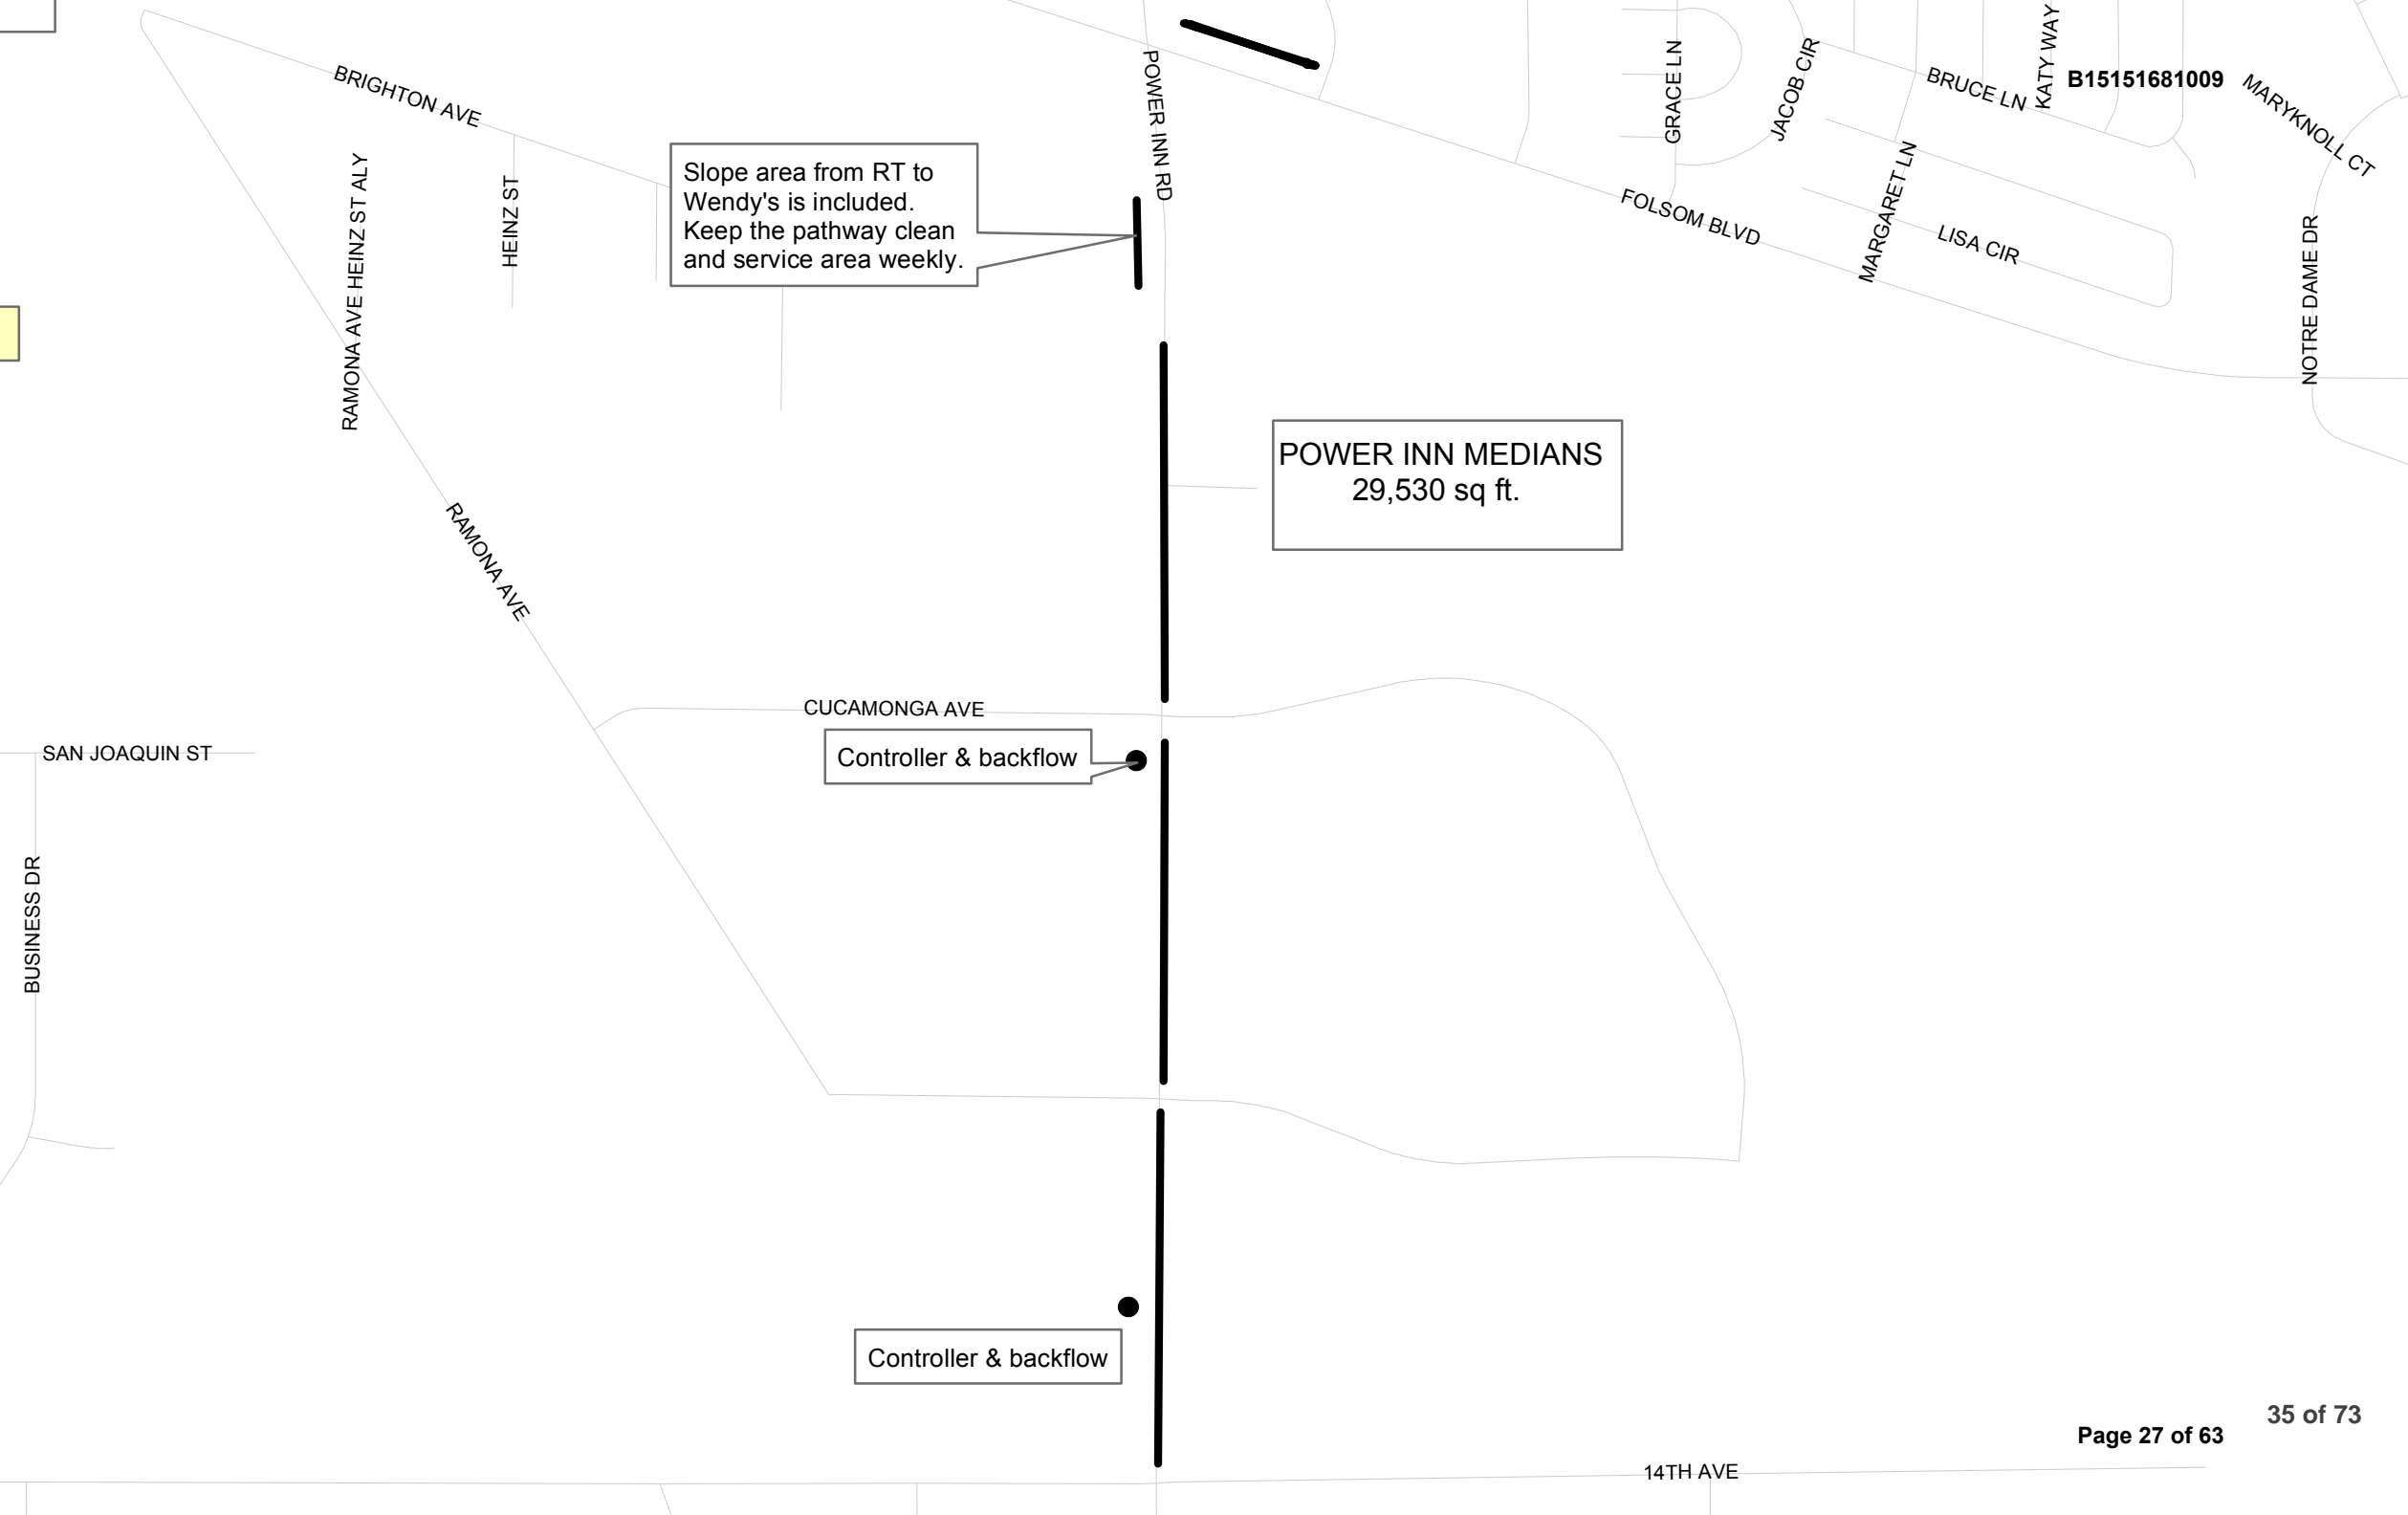 KATY WAY
POWER INN RD
GRACE LN
JACOB CIR
BRIGHTON AVE
BRUCE LN
B15151681009
MARYKNOLL CT
RAMONA AVE HEINZ ST ALY
HEINZ ST
Slope area from RT to
Wendy's is included.
Keep the pathway clean
and service area weekly.
MARGARET LN
FOLSOM BLVD
LISA CIR
NOTRE DAME DR
POWER INN MEDIANS
29,530 sq ft.
RAMONA AVE
CUCAMONGA AVE
SAN JOAQUIN ST
Controller & backflow
BUSINESS DR
Controller & backflow
35 of 73
Page 27 of 63
14TH AVE